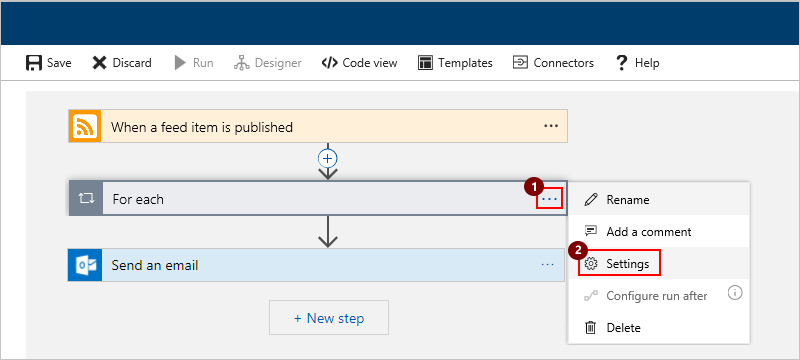 Save Discard Run Designer Code view Templates Connectors ? Help
When a feed item is published ...
+
1
For each ...
Rename
Add a comment
2
Settings
Send an email ...
Configure run after i
+ New step
Delete